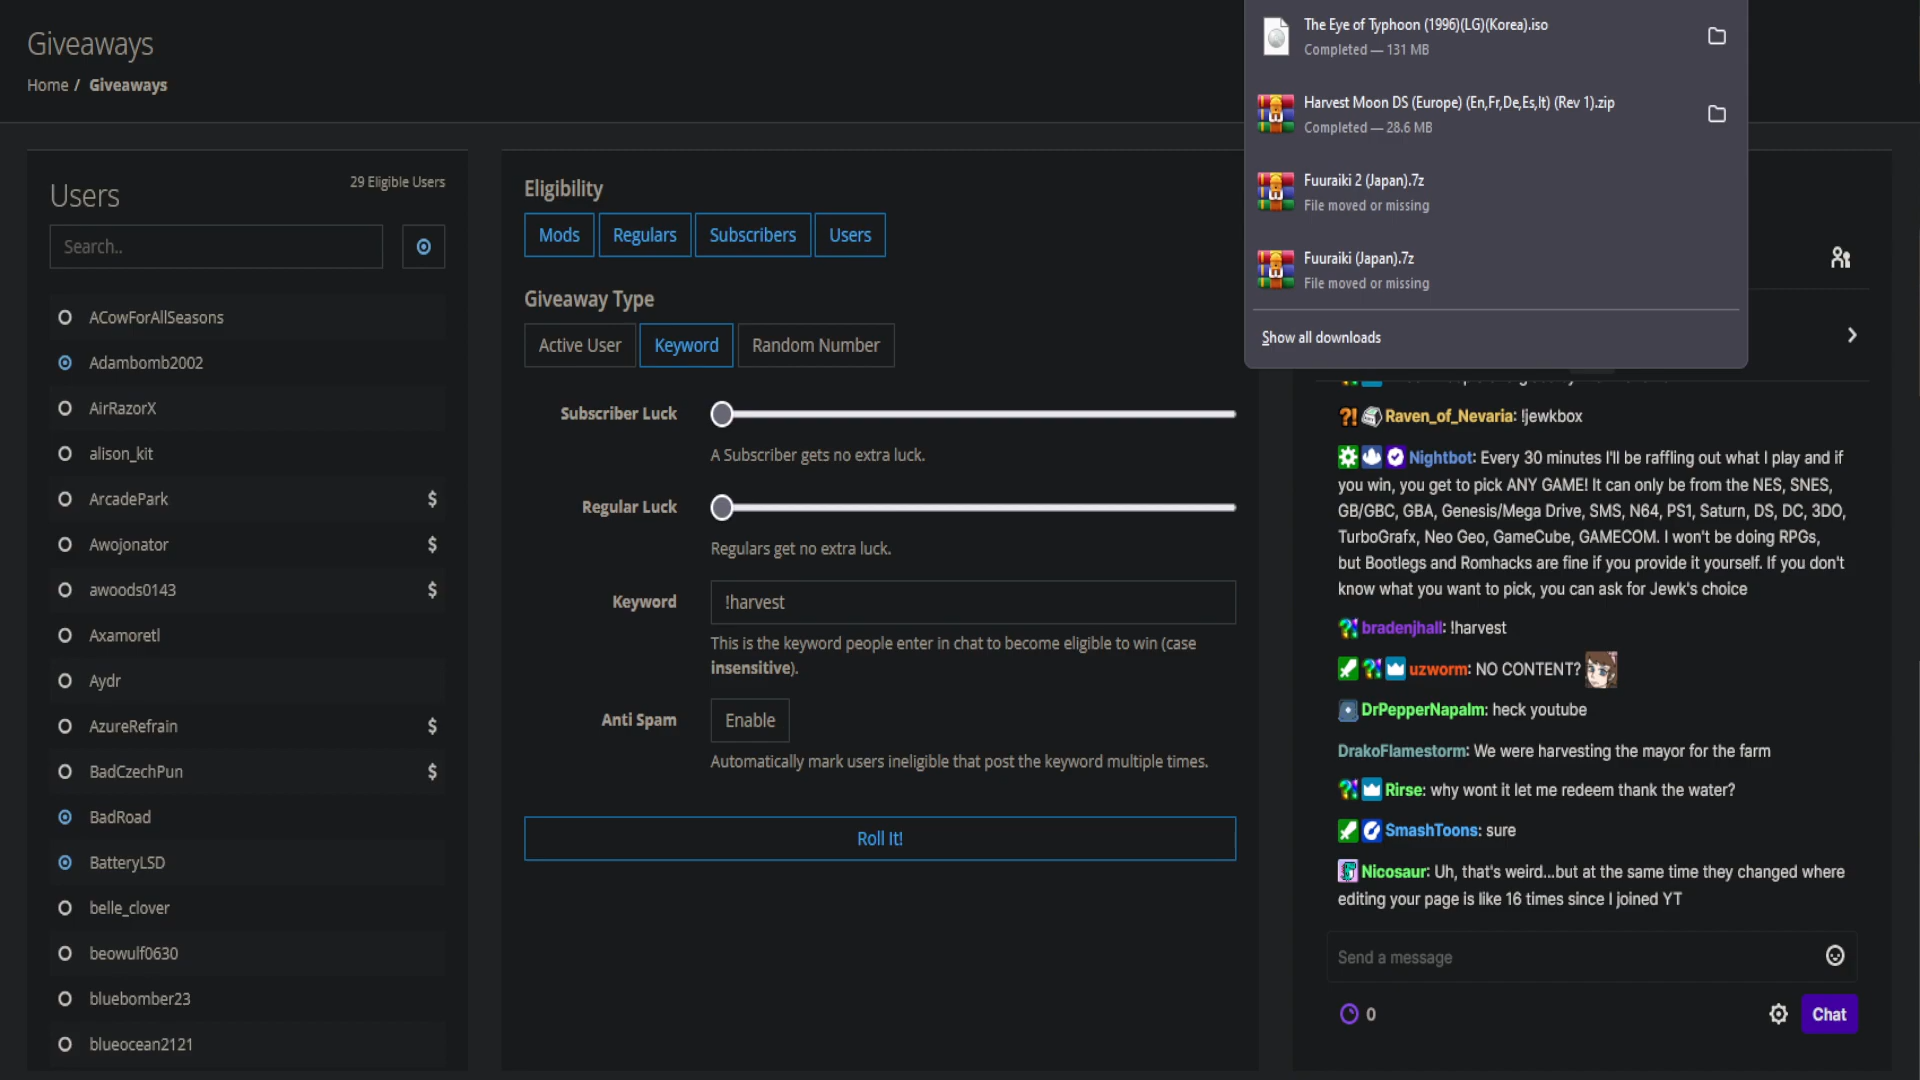 Giveaways
Home / Giveaways
Users
29 Eligible Users
Search..
ACowForAllSeasons
Adambomb2002
AirRazorX
alison_kit
ArcadePark $
Awojonator $
awoods0143 $
Axamoretl
Aydr
AzureRefrain $
BadCzechPun $
BadRoad
BatteryLSD
belle_clover
beowulf0630
bluebomber23
blueocean2121
Eligibility
Mods Regulars Subscribers Users
Giveaway Type
Active User Keyword Random Number
Subscriber Luck
A Subscriber gets no extra luck.
Regular Luck
Regulars get no extra luck.
Keyword !harvest
This is the keyword people enter in chat to become eligible to win (case
insensitive).
Anti Spam Enable
Automatically mark users ineligible that post the keyword multiple times.
Roll It!
The Eye of Typhoon (1996)(LG)(Korea).iso
Completed — 131 MB
Harvest Moon DS (Europe) (En,Fr,De,Es,It) (Rev 1).zip
Completed — 28.6 MB
Fuuraiki 2 (Japan).7z
File moved or missing
Fuuraiki (Japan).7z
File moved or missing
Show all downloads
Raven_of_Nevaria: !jewkbox
Nightbot: Every 30 minutes I'll be raffling out what I play and if
you win, you get to pick ANY GAME! It can only be from the NES, SNES,
GB/GBC, GBA, Genesis/Mega Drive, SMS, N64, PS1, Saturn, DS, DC, 3DO,
TurboGrafx, Neo Geo, GameCube, GAMECOM. I won't be doing RPGs,
but Bootlegs and Romhacks are fine if you provide it yourself. If you don't
know what you want to pick, you can ask for Jewk's choice
bradenjhall: !harvest
uzworm: NO CONTENT?
DrPepperNapalm: heck youtube
DrakoFlamestorm: We were harvesting the mayor for the farm
Rirse: why wont it let me redeem thank the water?
SmashToons: sure
Nicosaur: Uh, that's weird...but at the same time they changed where
editing your page is like 16 times since I joined YT
Send a message
0
Chat